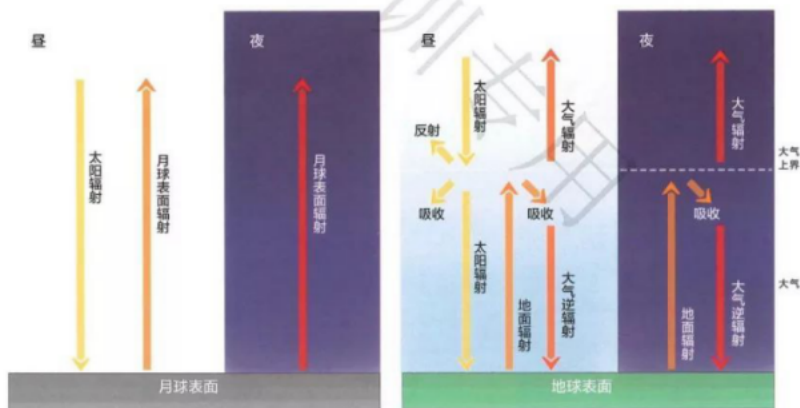 昼
夜
太阳辐射
月球表面辐射
月球表面辐射
月球表面
昼
夜
太阳辐射
大气辐射
大气辐射
反射
大气
上界
吸收
吸收
吸收
太阳辐射
地面辐射
大气逆辐射
地面辐射
大气逆辐射
大气
地球表面